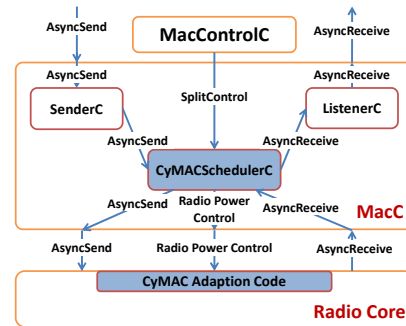 AsyncSend
MacControlC
AsyncReceive
AsyncSend
AsyncReceive
SenderC
SplitControl
ListenerC
AsyncSend
AsyncReceive
CyMACSchedulerC
AsyncSend
Radio Power
Control
AsyncReceive
MacC
AsyncSend
Radio Power Control
AsyncReceive
CyMAC Adaption Code
Radio Core